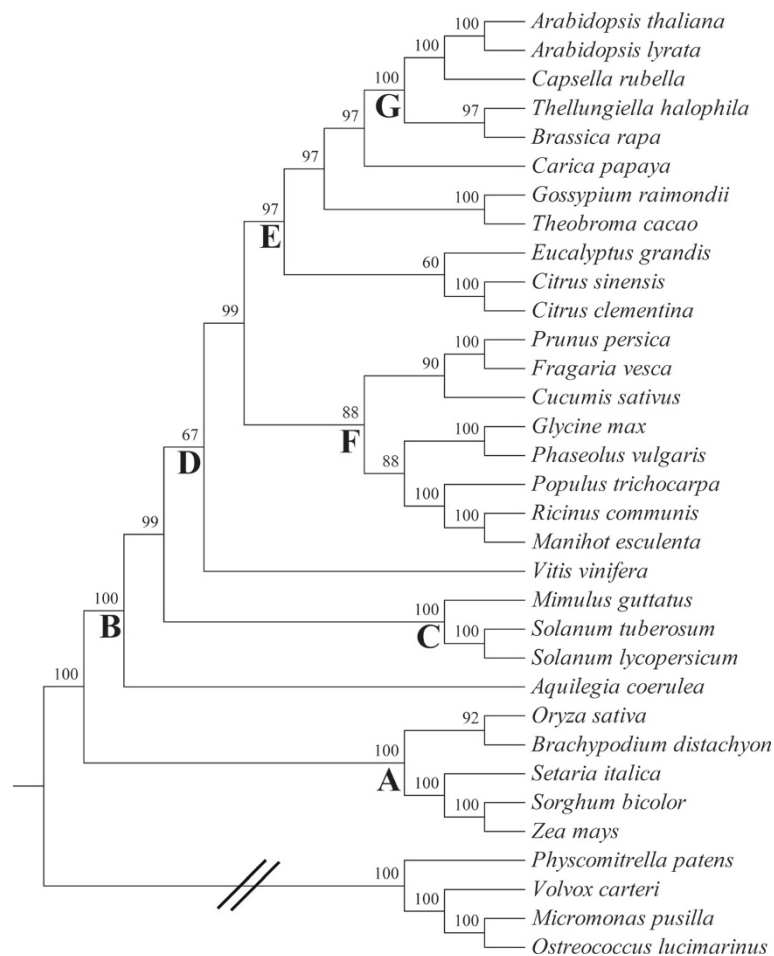 100 Arabidopsis thaliana
100 Arabidopsis lyrata
100 Capsella rubella
G 97 Thellungiella halophila
97 Brassica rapa
97 Carica papaya
97 100 Gossypium raimondii
E Theobroma cacao
60 Eucalyptus grandis
100 Citrus sinensis
99 Citrus clementina
100 Prunus persica
90 Fragaria vesca
Cucumis sativus
88 100 Glycine max
67 F 88 Phaseolus vulgaris
D 100 Populus trichocarpa
100 Ricinus communis
99 Manihot esculenta
Vitis vinifera
100 100 Mimulus guttatus
B C 100 Solanum tuberosum
Solanum lycopersicum
100 Aquilegia coerulea
92 Oryza sativa
100 Brachypodium distachyon
A 100 Setaria italica
100 Sorghum bicolor
Zea mays
100 Physcomitrella patens
100 Volvox carteri
100 Micromonas pusilla
Ostreococcus lucimarinus